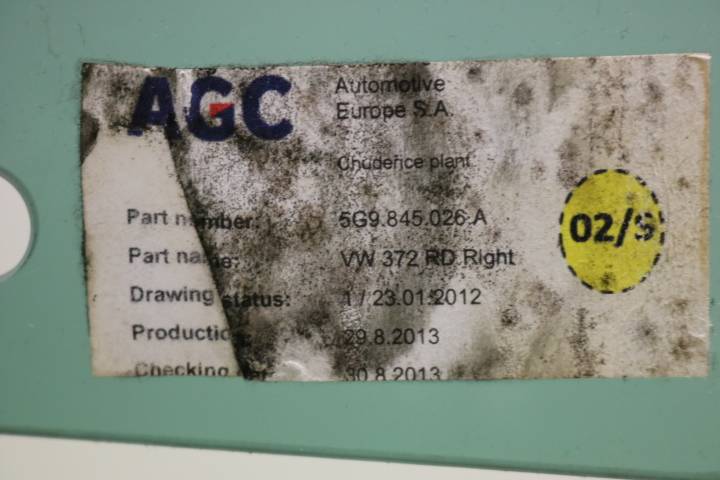 AGC
Automotive
Europe S.A.
Chudeřice plant
Part number: 5G9.845.026.A
Part name: VW 372 RD Right
Drawing status: 1 / 23.01.2012
29.8.2013
Checking 30.8.2013
02/S